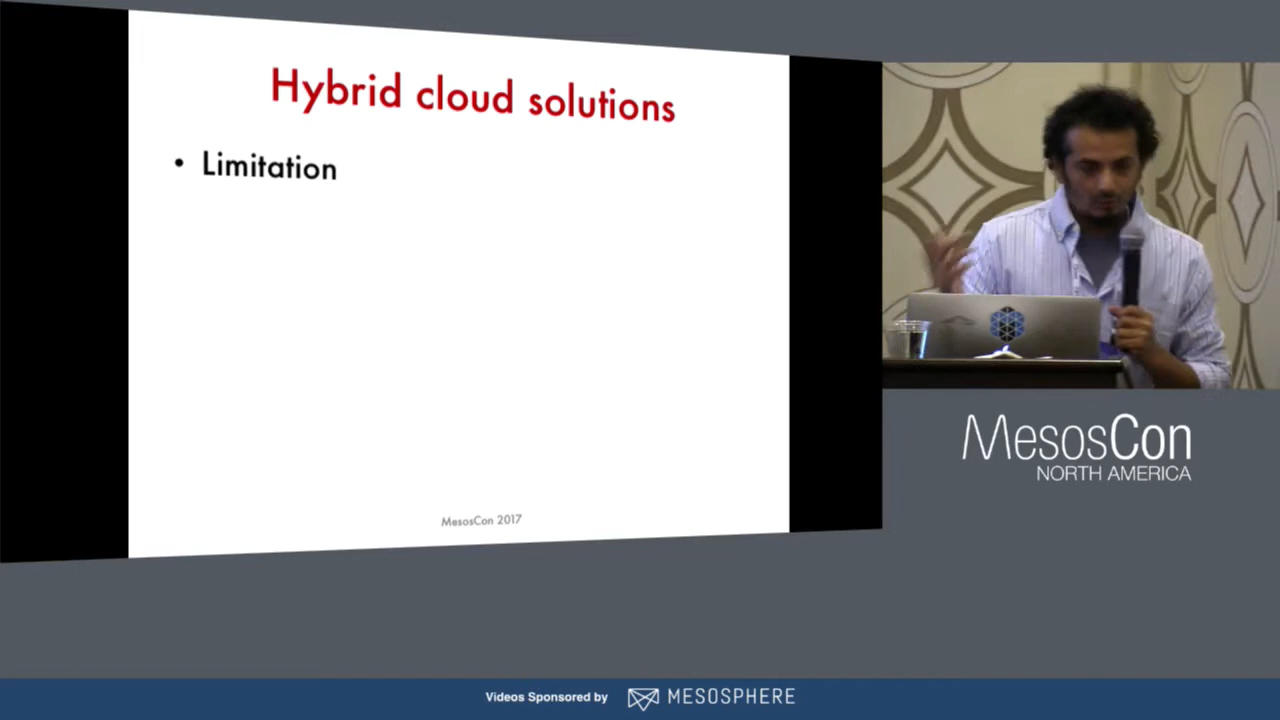 Hybrid cloud solutions
• Limitation
MesosCon 2017
MesosCon
NORTH AMERICA
Videos Sponsored by
MESOSPHERE